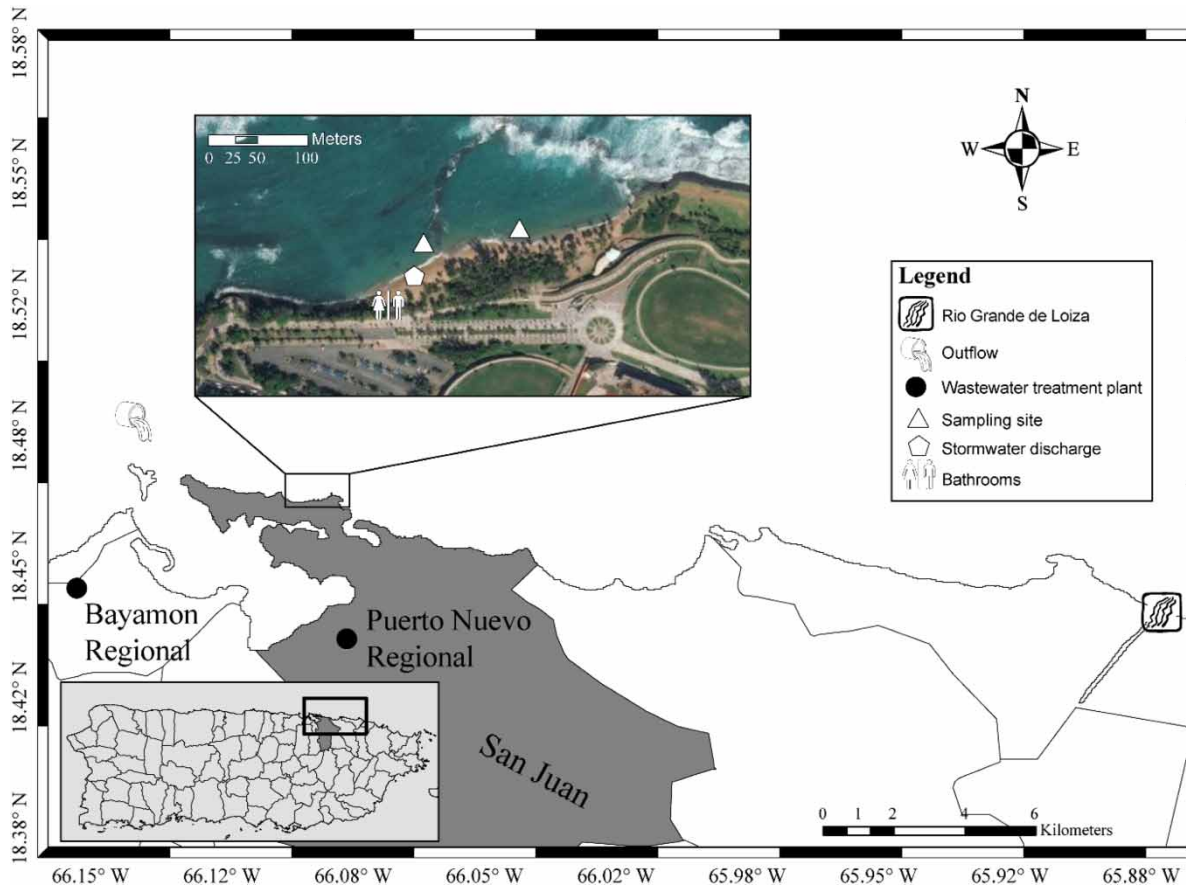 18.58° N
18.55° N
18.52° N
18.48° N
18.45° N
18.42° N
18.38° N
Meters
0 25 50 100
N
W E
S
Legend
Rio Grande de Loiza
Outflow
Wastewater treatment plant
Sampling site
Stormwater discharge
Bathrooms
Bayamon
Regional
Puerto Nuevo
Regional
San Juan
0 1 2 4 6
Kilometers
66.15° W 66.12° W 66.08° W 66.05° W 66.02° W 65.98° W 65.95° W 65.92° W 65.88° W